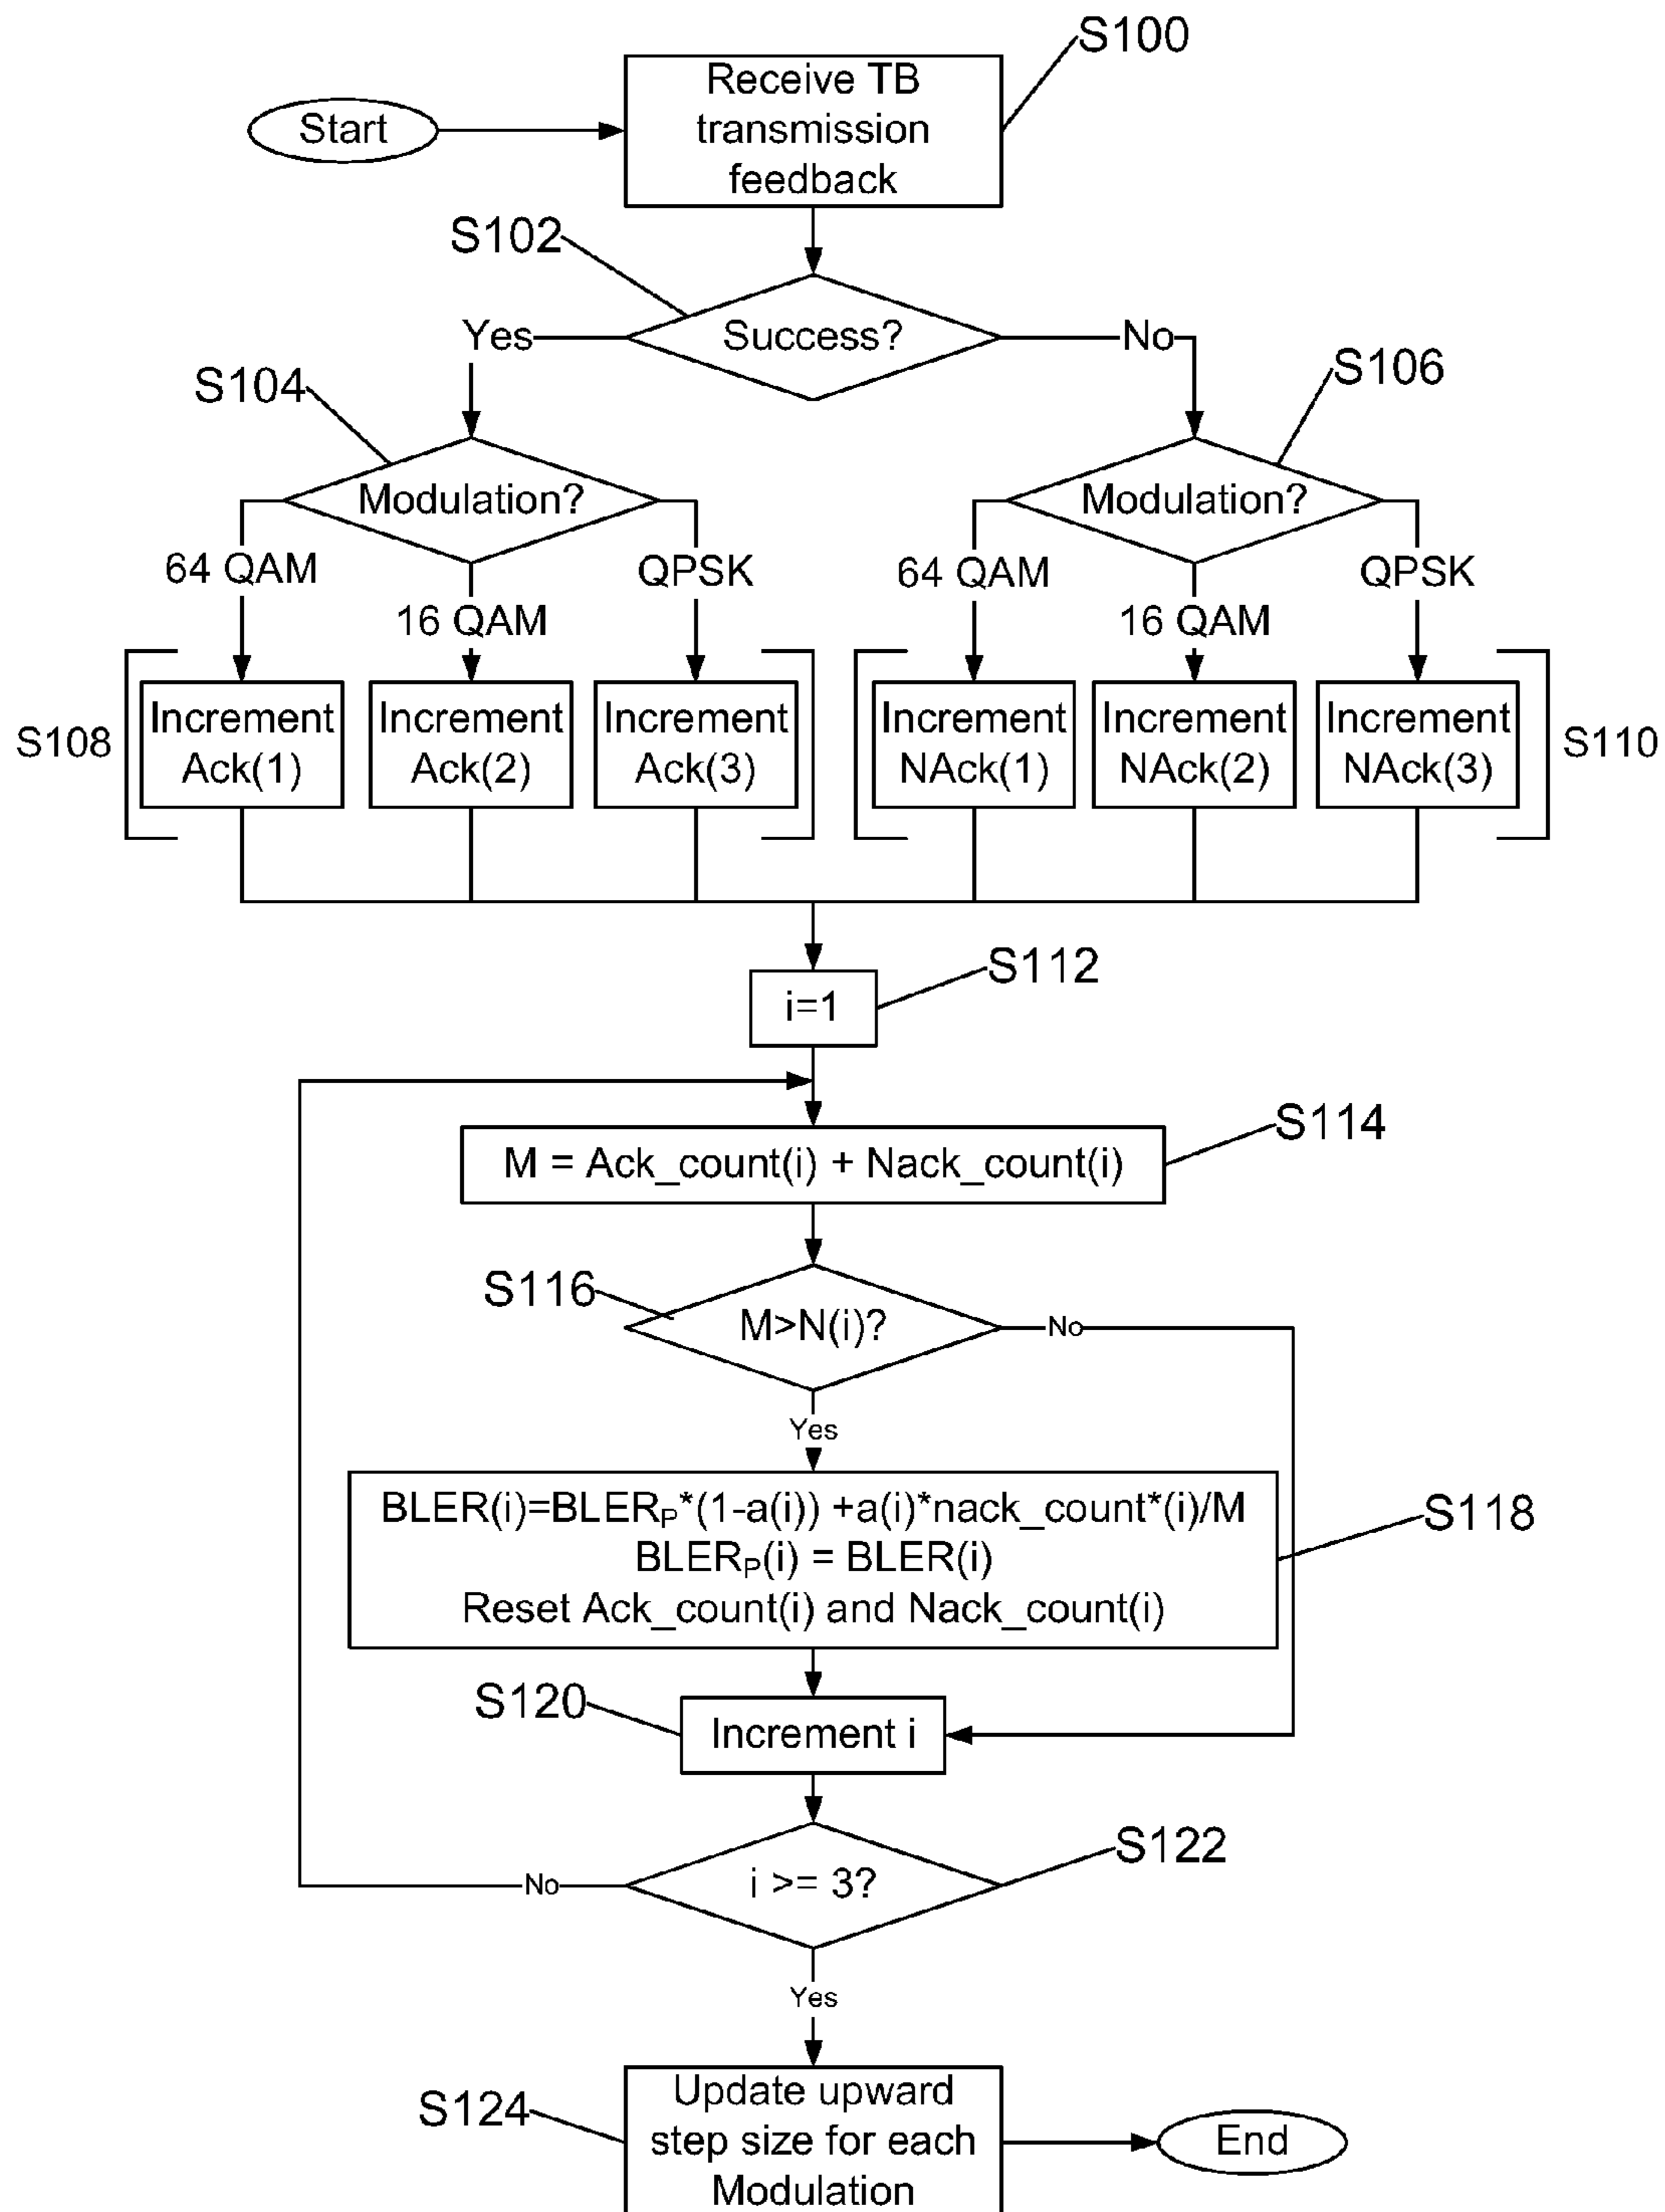 S100
Receive TB
transmission
feedback
Start
S102
Success?
Yes
No
S104
S106
Modulation?
Modulation?
64 QAM
16 QAM
QPSK
64 QAM
16 QAM
QPSK
S108
Increment
Ack(1)
Increment
Ack(2)
Increment
Ack(3)
Increment
NAck(1)
Increment
NAck(2)
Increment
NAck(3)
S110
i=1
S112
M = Ack_count(i) + Nack_count(i)
S114
S116
M>N(i)?
No
Yes
BLER(i)=BLERP*(1-a(i)) +a(i)*nack_count*(i)/M
BLERP(i) = BLER(i)
Reset Ack_count(i) and Nack_count(i)
S118
S120
Increment i
S122
i >= 3?
No
Yes
S124
Update upward
step size for each
Modulation
End